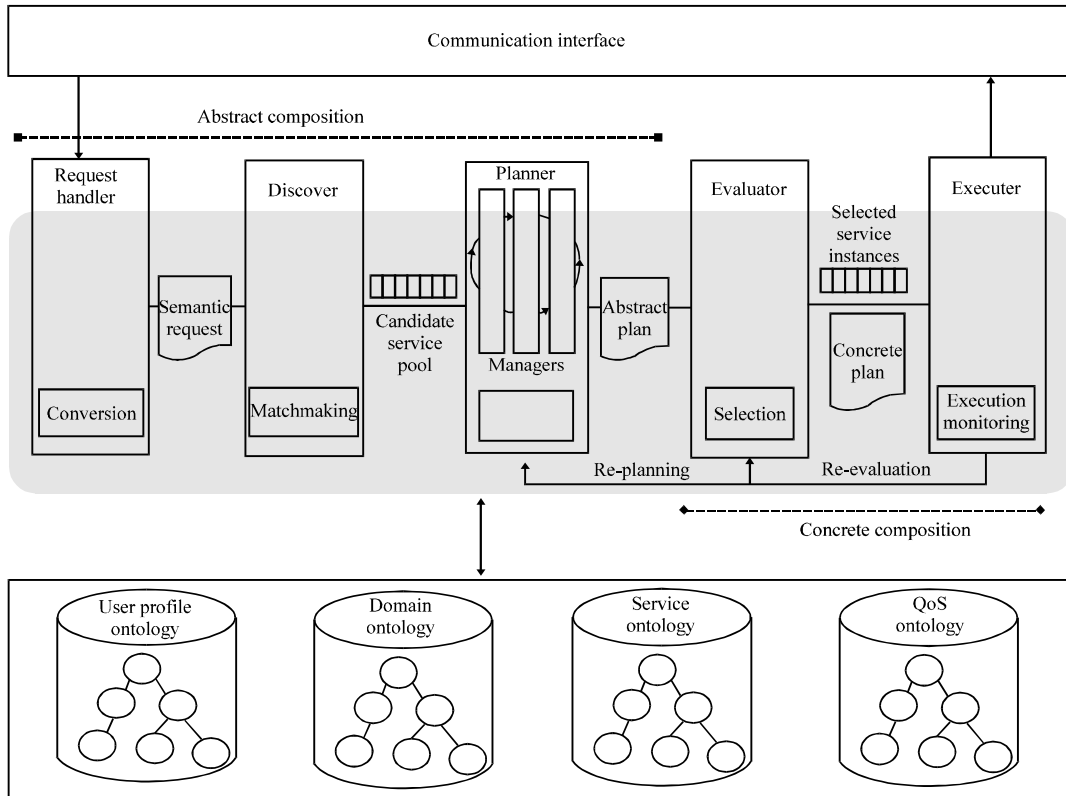 Communication interface
Abstract composition
Request
handler
Discover
Planner
Evaluator
Executer
Selected
service
instances
Semantic
request
Candidate
service
pool
Abstract
plan
Managers
Concrete
plan
Conversion
Matchmaking
Selection
Execution
monitoring
Re-planning
Re-evaluation
Concrete composition
User profile
ontology
Domain
ontology
Service
ontology
QoS
ontology